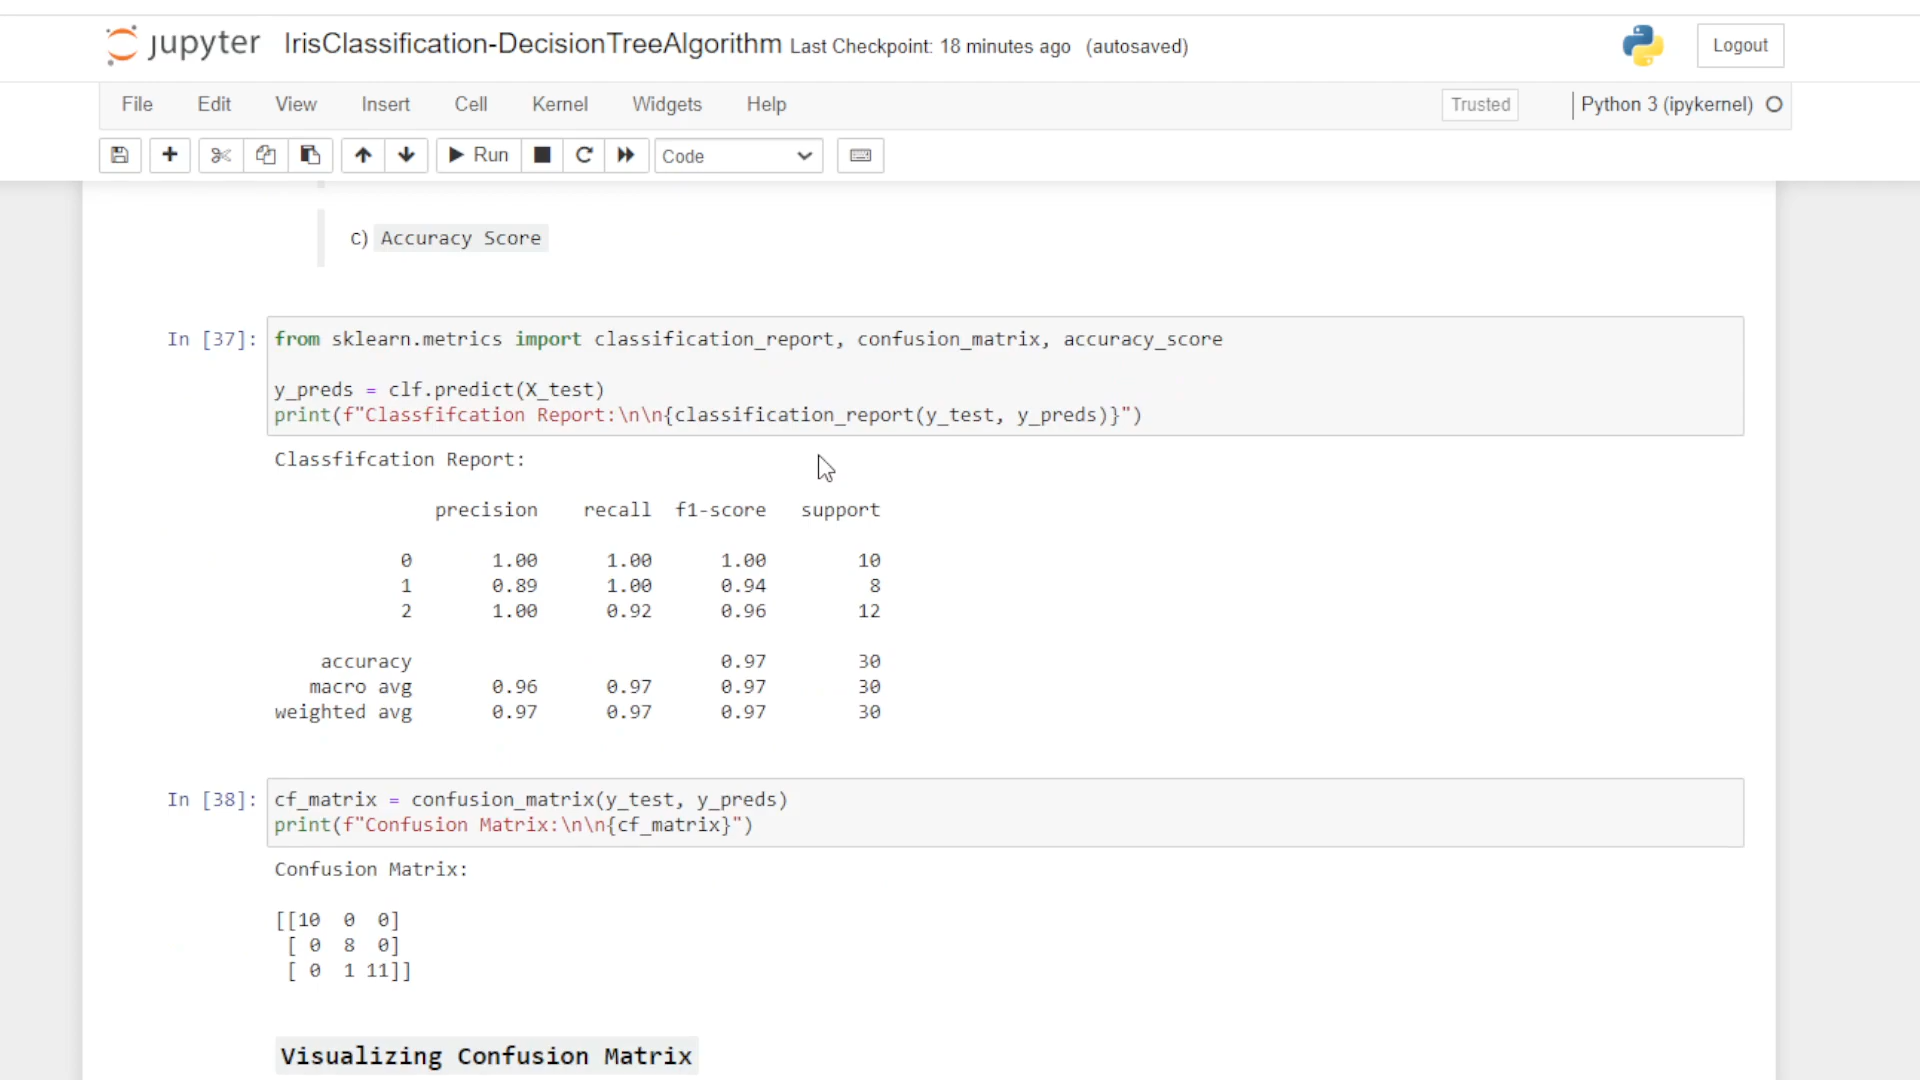 jupyter IrisClassification-DecisionTreeAlgorithm Last Checkpoint: 18 minutes ago (autosaved) Logout
File Edit View Insert Cell Kernel Widgets Help Trusted Python 3 (ipykernel)
Run Code
c) Accuracy Score
In [37]: from sklearn.metrics import classification_report, confusion_matrix, accuracy_score
y_preds = clf.predict(X_test)
print(f"Classfifcation Report:\n\n{classification_report(y_test, y_preds)}")
Classfifcation Report:
precision recall f1-score support
0 1.00 1.00 1.00 10
1 0.89 1.00 0.94 8
2 1.00 0.92 0.96 12
accuracy 0.97 30
macro avg 0.96 0.97 0.97 30
weighted avg 0.97 0.97 0.97 30
In [38]: cf_matrix = confusion_matrix(y_test, y_preds)
print(f"Confusion Matrix:\n\n{cf_matrix}")
Confusion Matrix:
[[10 0 0]
[ 0 8 0]
[ 0 1 11]]
Visualizing Confusion Matrix